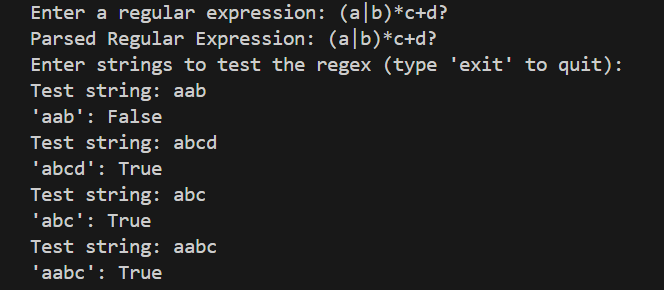 Enter a regular expression: (a|b)*c+d?
Parsed Regular Expression: (a|b)*c+d?
Enter strings to test the regex (type 'exit' to quit):
Test string: aab
'aab': False
Test string: abcd
'abcd': True
Test string: abc
'abc': True
Test string: aabc
'aabc': True